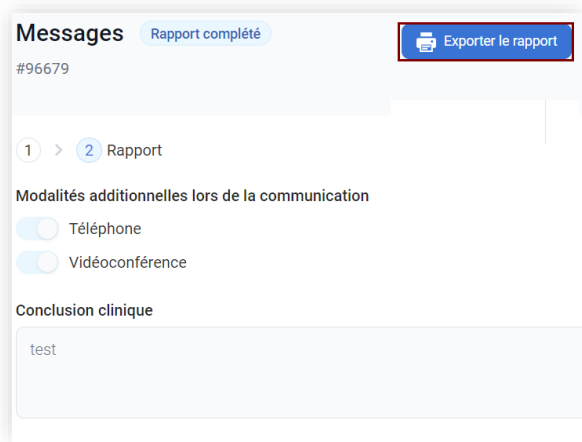 Messages Rapport complété Exporter le rapport
#96679
1 > 2 Rapport
Modalités additionnelles lors de la communication
Téléphone
Vidéoconférence
Conclusion clinique
test